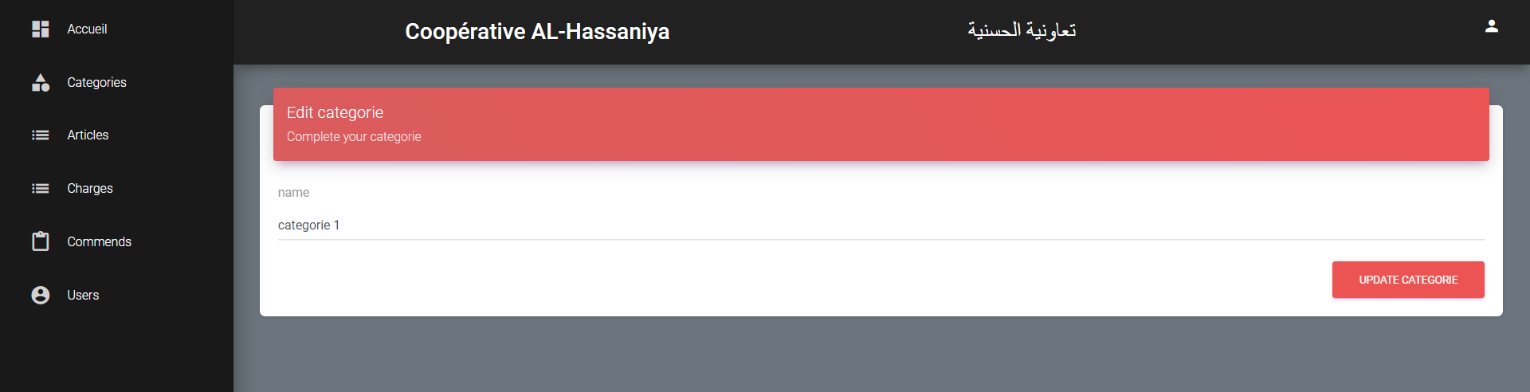 Accueil
Categories
Articles
Charges
Commends
Users
Coopérative AL-Hassaniya
تعاونية الحسنية
Edit categorie
Complete your categorie
name
categorie 1
UPDATE CATEGORIE